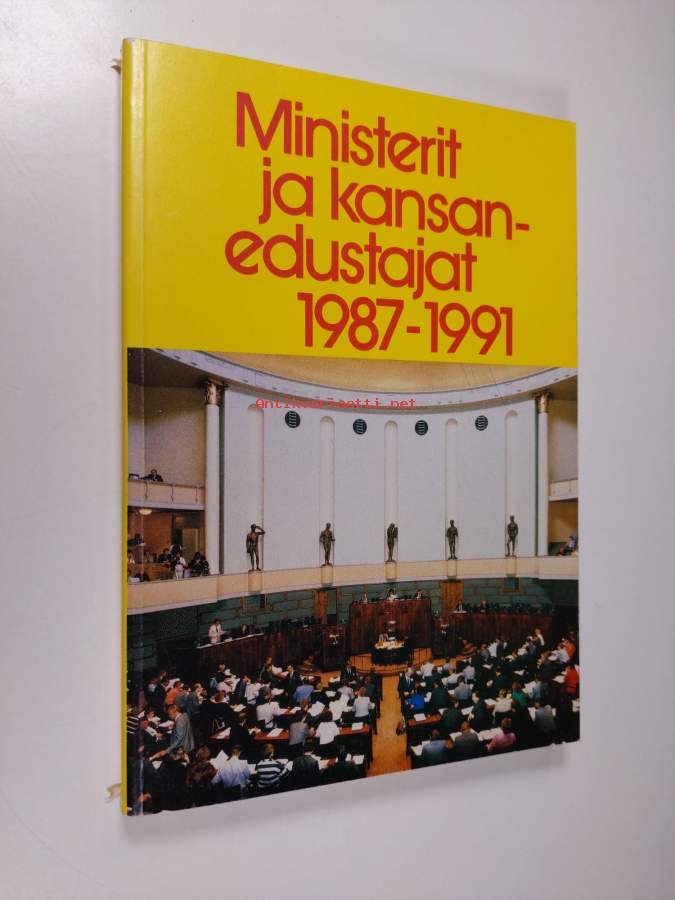 Ministerit
ja kansan-
edustajat
1987-1991
Antikvariaatti.net